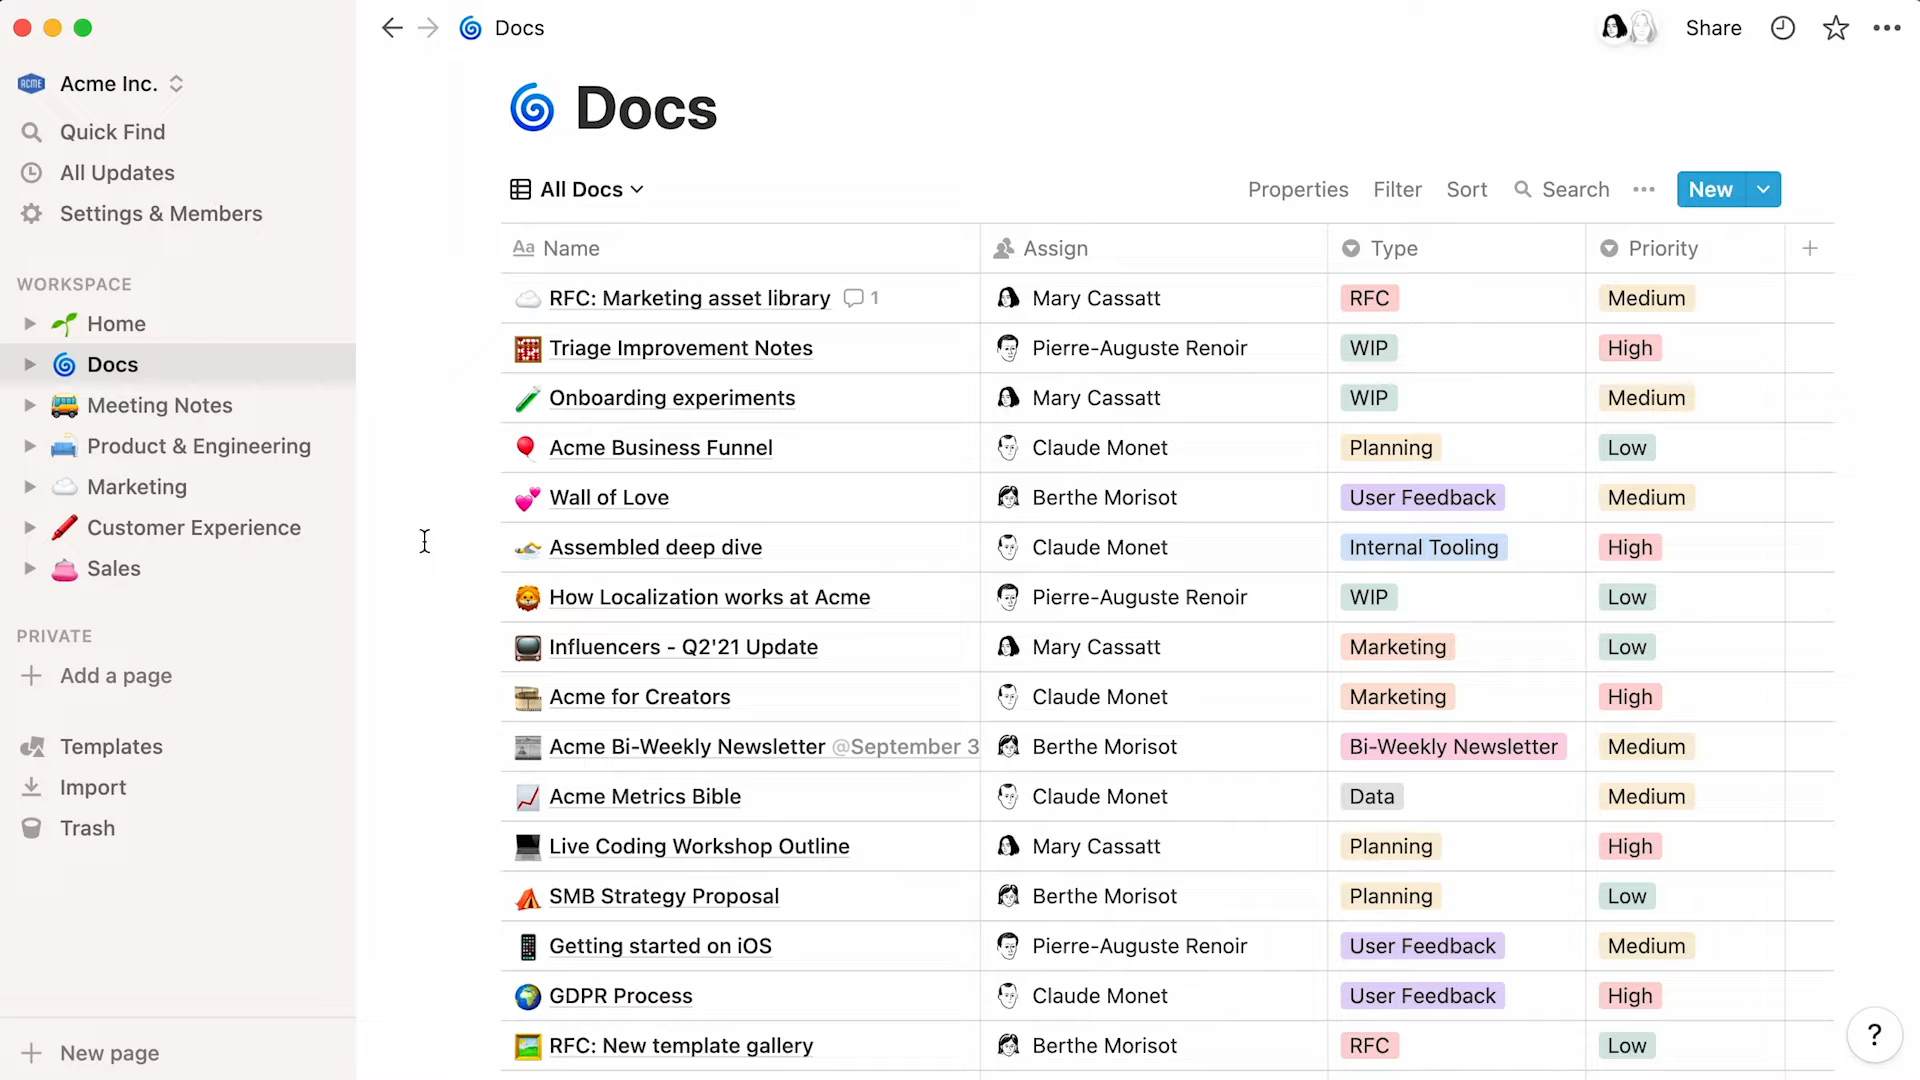 Docs
Share
ACME Acme Inc.
Quick Find
All Updates
Settings & Members
WORKSPACE
Home
Docs
Meeting Notes
Product & Engineering
Marketing
Customer Experience
Sales
PRIVATE
Add a page
Templates
Import
Trash
New page
Docs
All Docs
Properties Filter Sort Search ••• New
Aa Name Assign Type Priority +
RFC: Marketing asset library 1 Mary Cassatt RFC Medium
Triage Improvement Notes Pierre-Auguste Renoir WIP High
Onboarding experiments Mary Cassatt WIP Medium
Acme Business Funnel Claude Monet Planning Low
Wall of Love Berthe Morisot User Feedback Medium
Assembled deep dive Claude Monet Internal Tooling High
How Localization works at Acme Pierre-Auguste Renoir WIP Low
Influencers - Q2'21 Update Mary Cassatt Marketing Low
Acme for Creators Claude Monet Marketing High
Acme Bi-Weekly Newsletter @September 3 Berthe Morisot Bi-Weekly Newsletter Medium
Acme Metrics Bible Claude Monet Data Medium
Live Coding Workshop Outline Mary Cassatt Planning High
SMB Strategy Proposal Berthe Morisot Planning Low
Getting started on iOS Pierre-Auguste Renoir User Feedback Medium
GDPR Process Claude Monet User Feedback High
RFC: New template gallery Berthe Morisot RFC Low
?